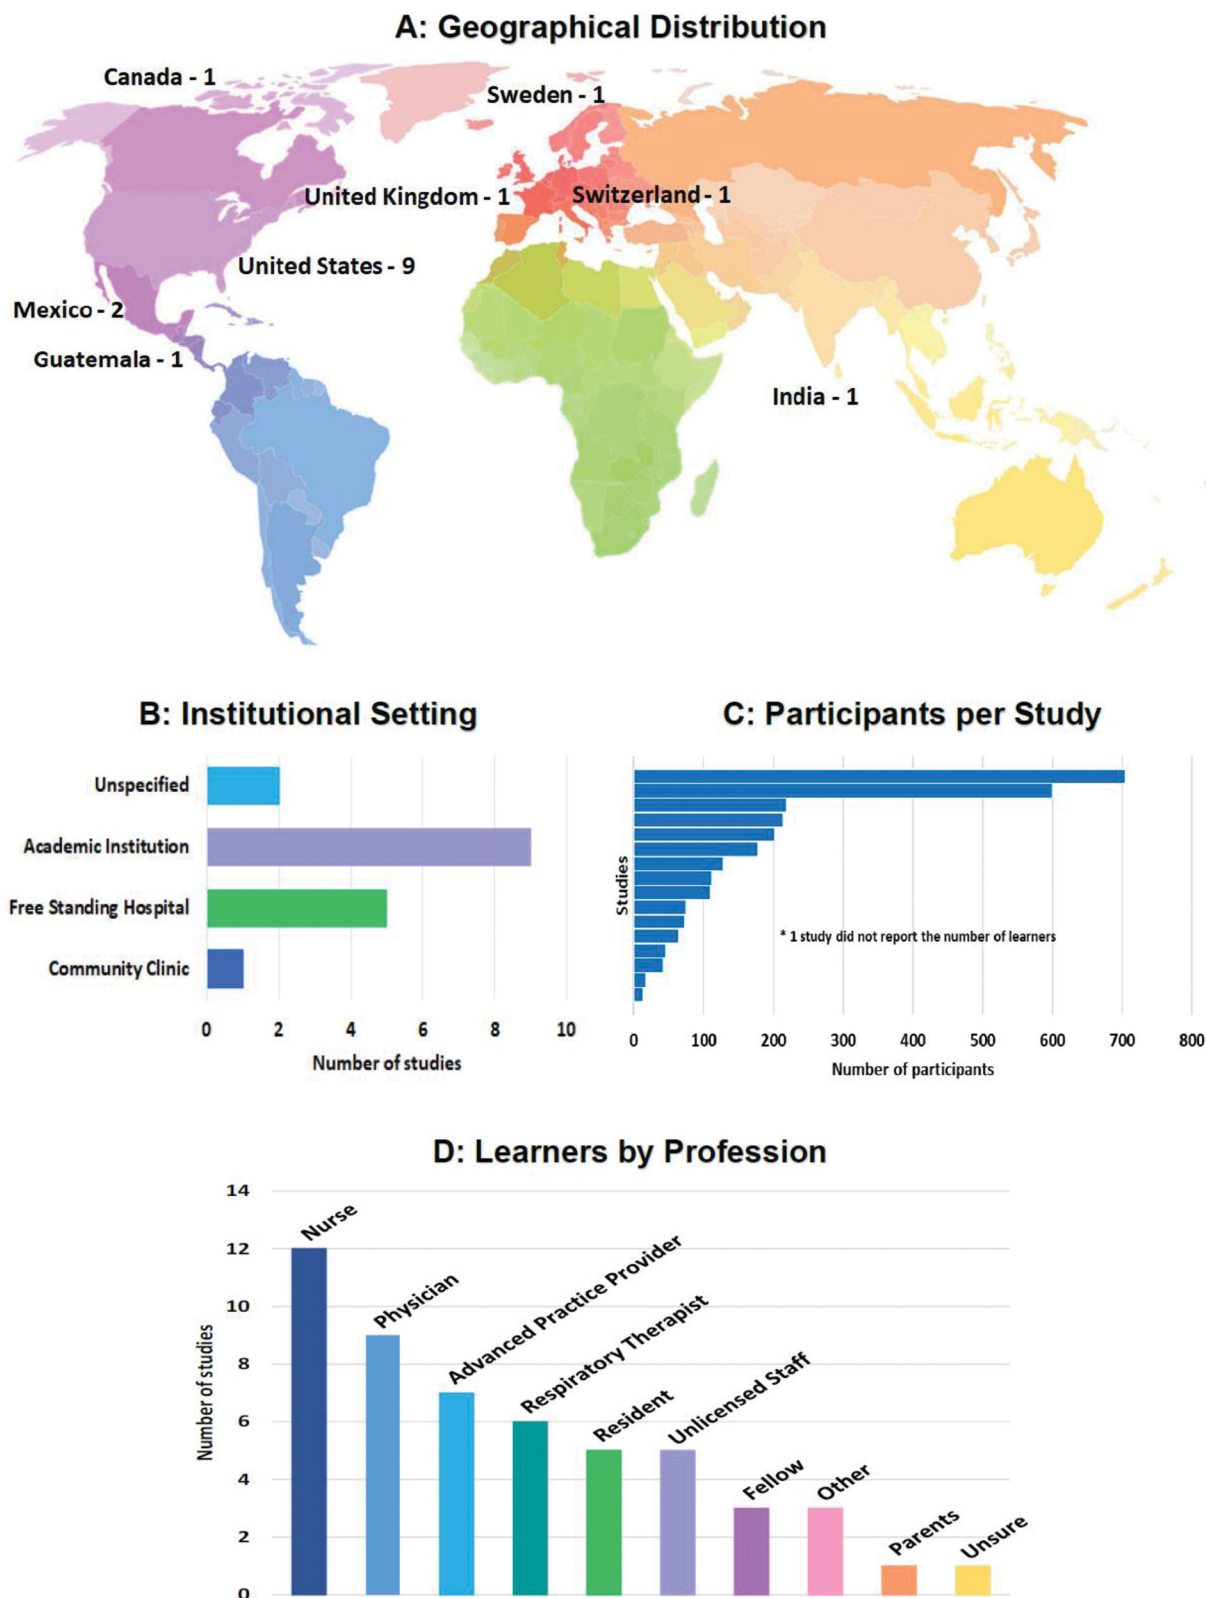 A: Geographical Distribution
Canada - 1
Sweden - 1
United Kingdom - 1
Switzerland - 1
United States - 9
Mexico - 2
Guatemala - 1
India - 1
B: Institutional Setting
Unspecified
Academic Institution
Free Standing Hospital
Community Clinic
0 2 4 6 8 10
Number of studies
C: Participants per Study
Studies
* 1 study did not report the number of learners
0 100 200 300 400 500 600 700 800
Number of participants
D: Learners by Profession
Number of studies
14
12
10
8
6
4
2
0
Nurse
Physician
Advanced Practice Provider
Respiratory Therapist
Resident
Unlicensed Staff
Fellow
Other
Parents
Unsure